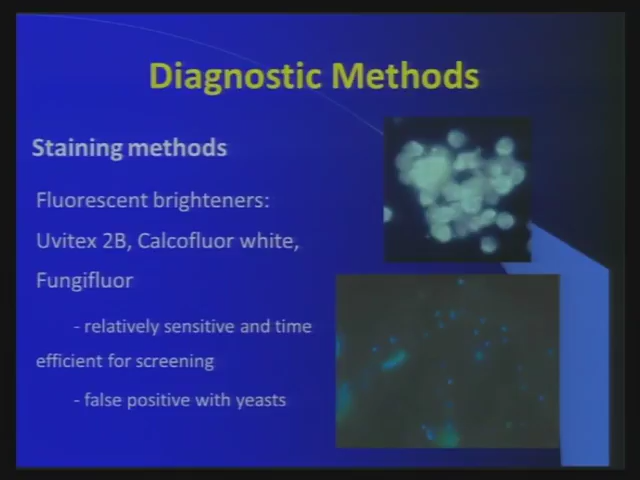 Diagnostic Methods
Staining methods
Fluorescent brighteners:
Uvitex 2B, Calcofluor white,
Fungifluor
- relatively sensitive and time
efficient for screening
- false positive with yeasts